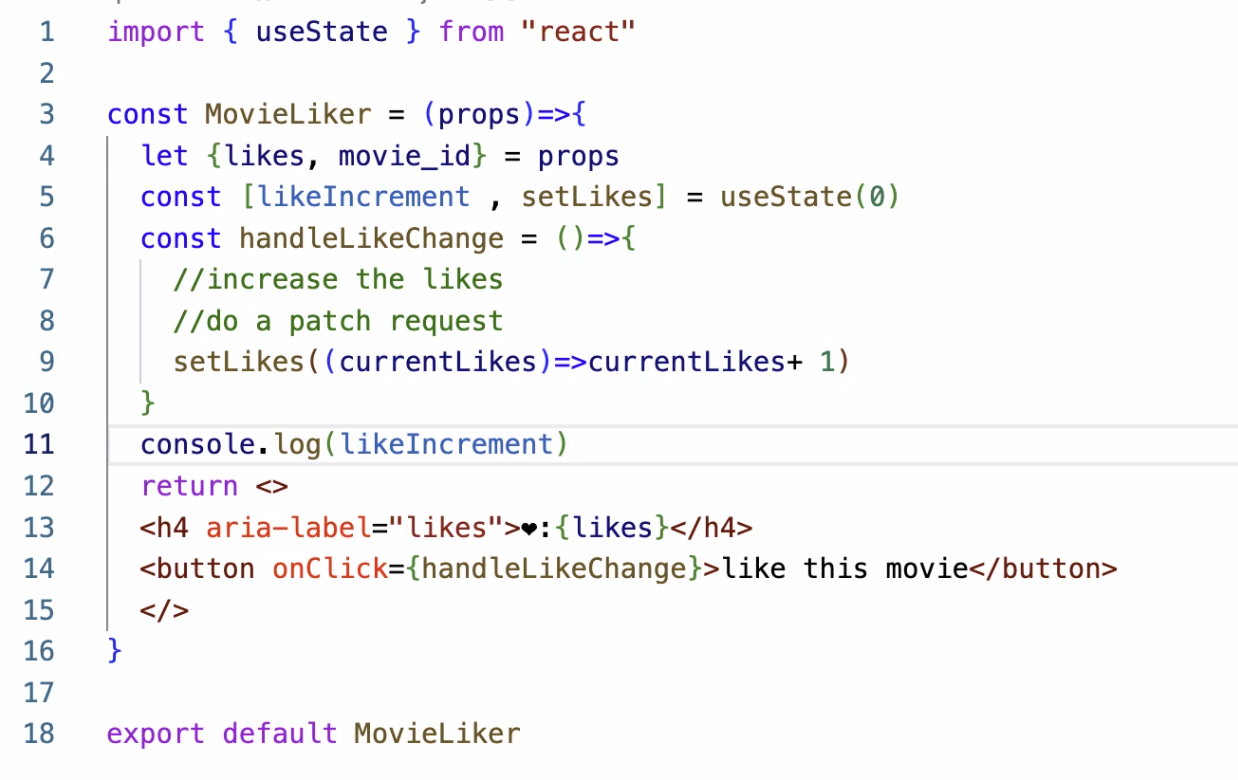 1 import { useState } from "react"
2
3 const MovieLiker = (props)=>{
4 let {likes, movie_id} = props
5 const [likeIncrement , setLikes] = useState(0)
6 const handleLikeChange = ()=>{
7 //increase the likes
8 //do a patch request
9 setLikes((currentLikes)=>currentLikes+ 1)
10 }
11 console.log(likeIncrement)
12 return <>
13 <h4 aria-label="likes">❤:{likes}</h4>
14 <button onClick={handleLikeChange}>like this movie</button>
15 </>
16 }
17
18 export default MovieLiker